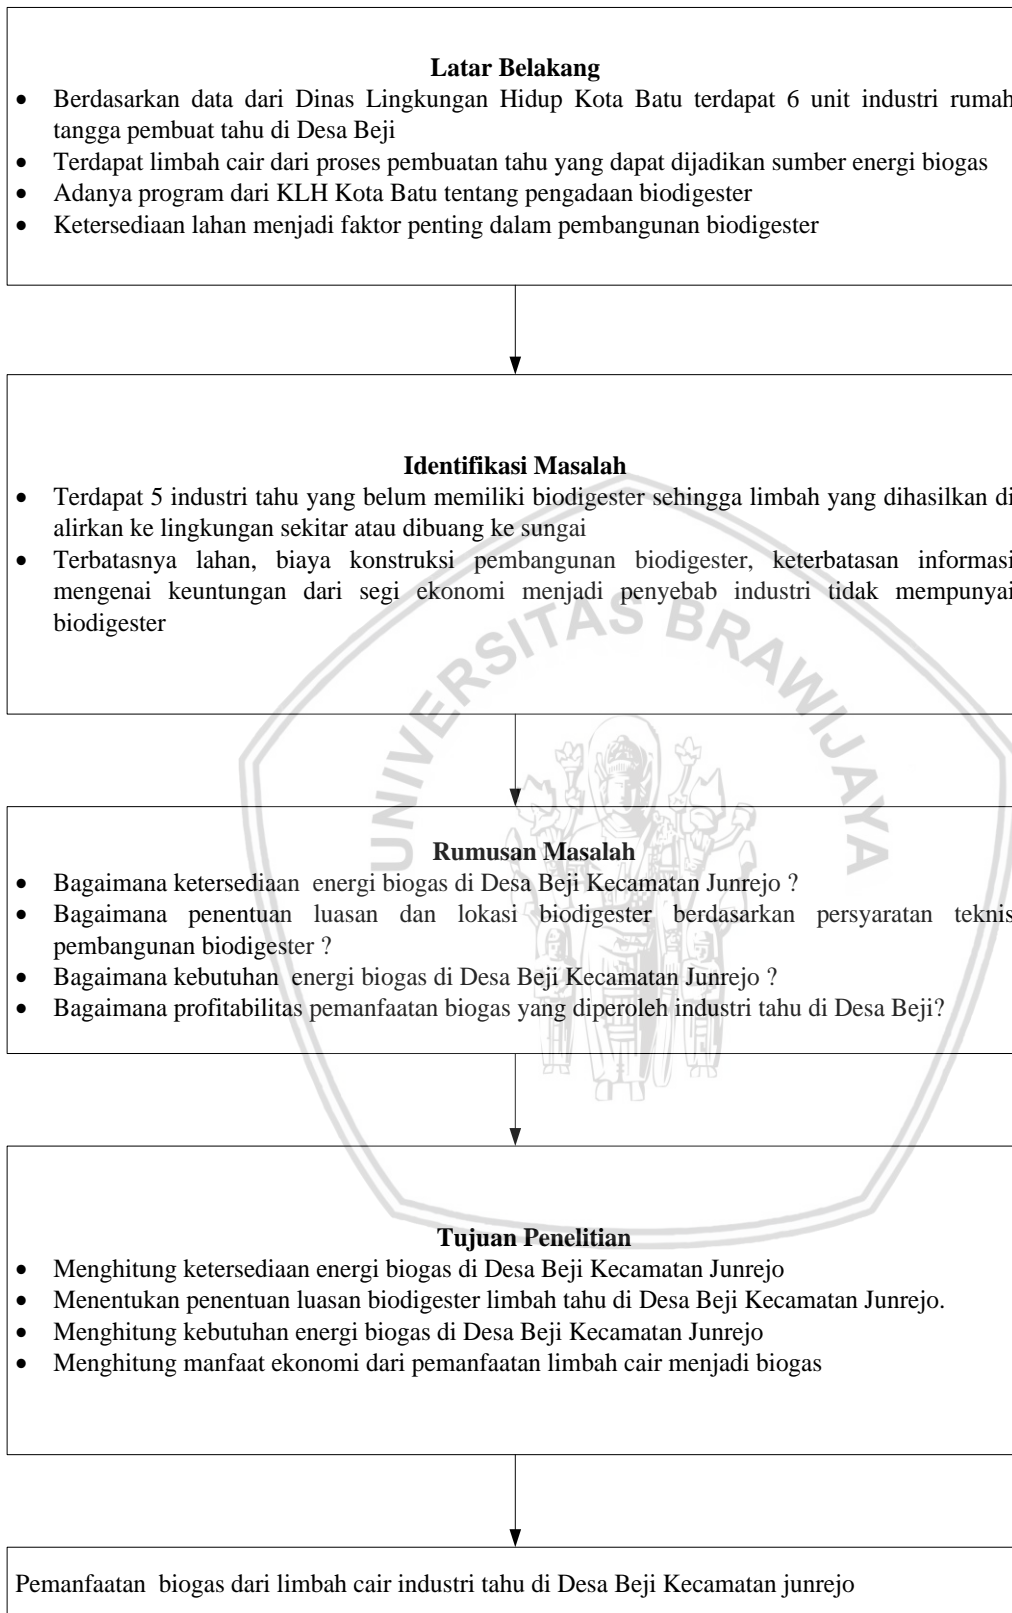 Latar Belakang
• Berdasarkan data dari Dinas Lingkungan Hidup Kota Batu terdapat 6 unit industri rumah
tangga pembuat tahu di Desa Beji
• Terdapat limbah cair dari proses pembuatan tahu yang dapat dijadikan sumber energi biogas
• Adanya program dari KLH Kota Batu tentang pengadaan biodigester
• Ketersediaan lahan menjadi faktor penting dalam pembangunan biodigester
Identifikasi Masalah
• Terdapat 5 industri tahu yang belum memiliki biodigester sehingga limbah yang dihasilkan di
alirkan ke lingkungan sekitar atau dibuang ke sungai
• Terbatasnya lahan, biaya konstruksi pembangunan biodigester, keterbatasan informasi
mengenai keuntungan dari segi ekonomi menjadi penyebab industri tidak mempunyai
biodigester
UNIVERSITAS BRAWIJAYA
Rumusan Masalah
• Bagaimana ketersediaan energi biogas di Desa Beji Kecamatan Junrejo ?
• Bagaimana penentuan luasan dan lokasi biodigester berdasarkan persyaratan teknis
pembangunan biodigester ?
• Bagaimana kebutuhan energi biogas di Desa Beji Kecamatan Junrejo ?
• Bagaimana profitabilitas pemanfaatan biogas yang diperoleh industri tahu di Desa Beji?
Tujuan Penelitian
• Menghitung ketersediaan energi biogas di Desa Beji Kecamatan Junrejo
• Menentukan penentuan luasan biodigester limbah tahu di Desa Beji Kecamatan Junrejo.
• Menghitung kebutuhan energi biogas di Desa Beji Kecamatan Junrejo
• Menghitung manfaat ekonomi dari pemanfaatan limbah cair menjadi biogas
Pemanfaatan biogas dari limbah cair industri tahu di Desa Beji Kecamatan junrejo